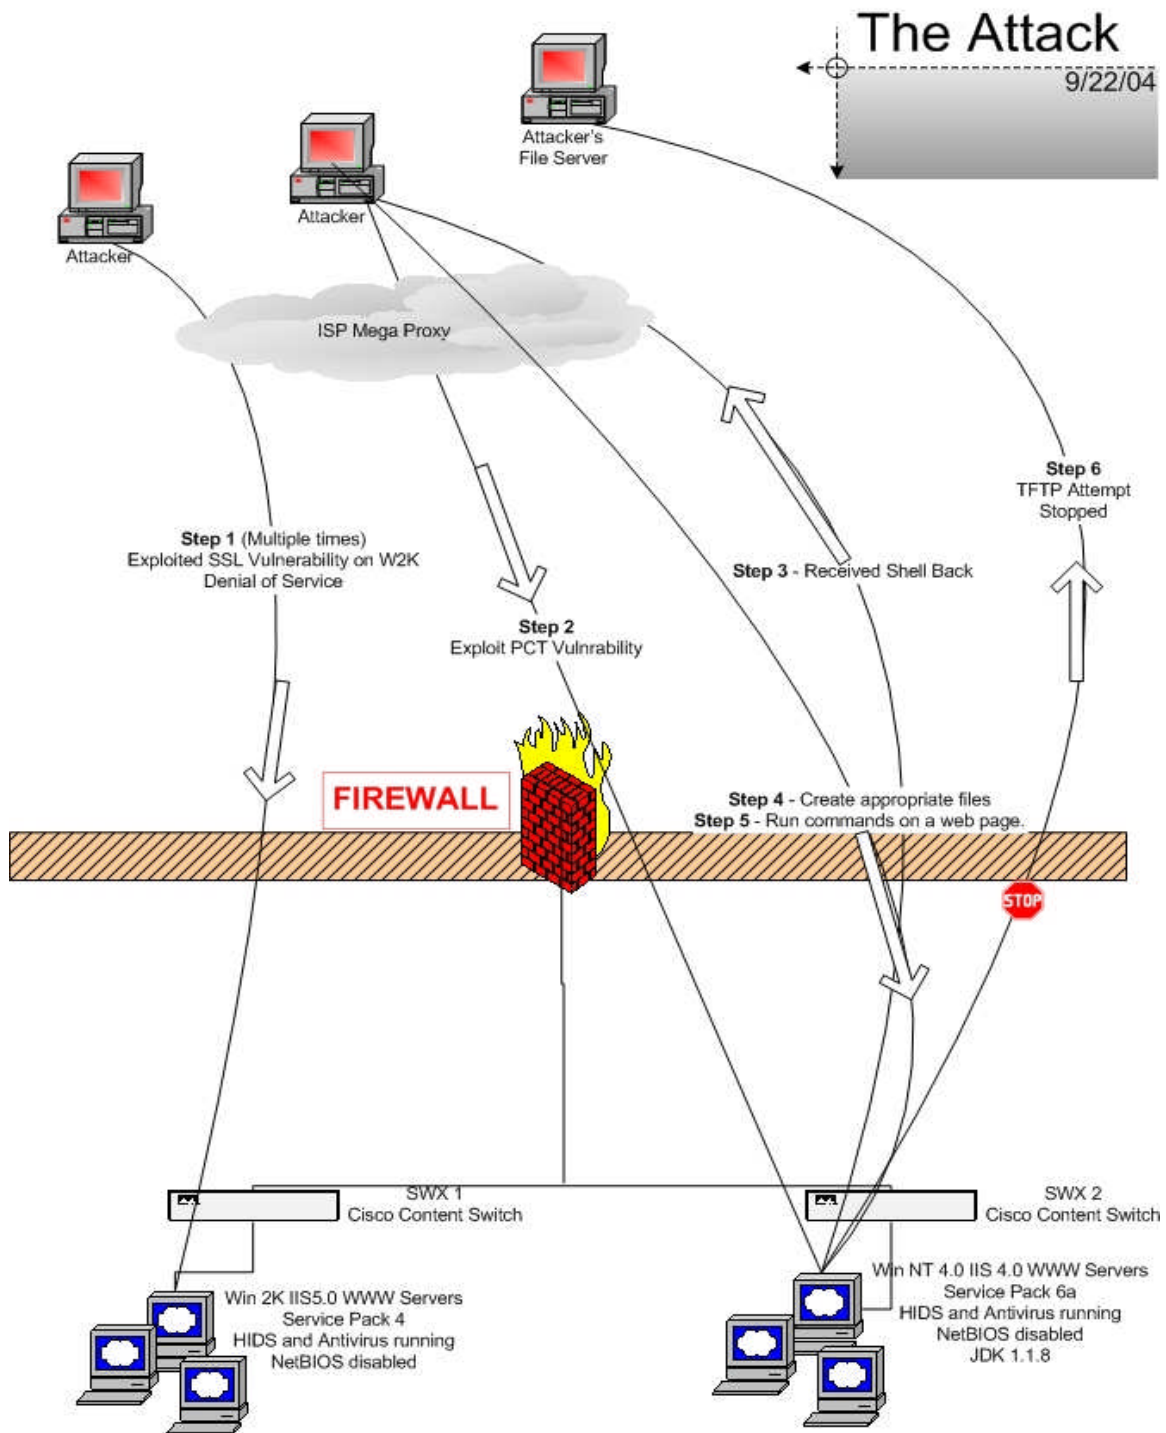 The Attack
9/22/04
Attacker's
File Server
Attacker
Attacker
ISP Mega Proxy
Step 6
TFTP Attempt
Stopped
Step 1 (Multiple times)
Exploited SSL Vulnerability on W2K
Denial of Service
Step 3 - Received Shell Back
Step 2
Exploit PCT Vulnrability
FIREWALL
Step 4 - Create appropriate files
Step 5 - Run commands on a web page.
STOP
SWX 1
Cisco Content Switch
SWX 2
Cisco Content Switch
Win 2K IIS5.0 WWW Servers
Service Pack 4
HIDS and Antivirus running
NetBIOS disabled
Win NT 4.0 IIS 4.0 WWW Servers
Service Pack 6a
HIDS and Antivirus running
NetBIOS disabled
JDK 1.1.8